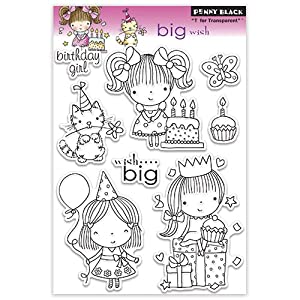 PENNY BLACK
"T for Transparent"
big wish
birthday
girl
wish.....
big